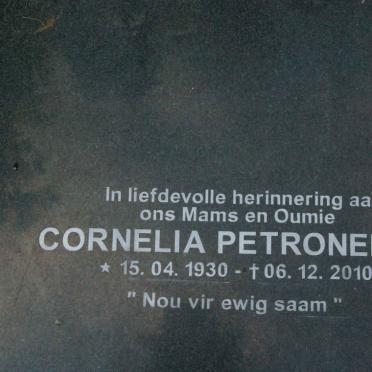 In liefdevolle herinnering aa
ons Mams en Oumie
CORNELIA PETRONE
★ 15. 04. 1930 - † 06. 12. 2010
" Nou vir ewig saam "